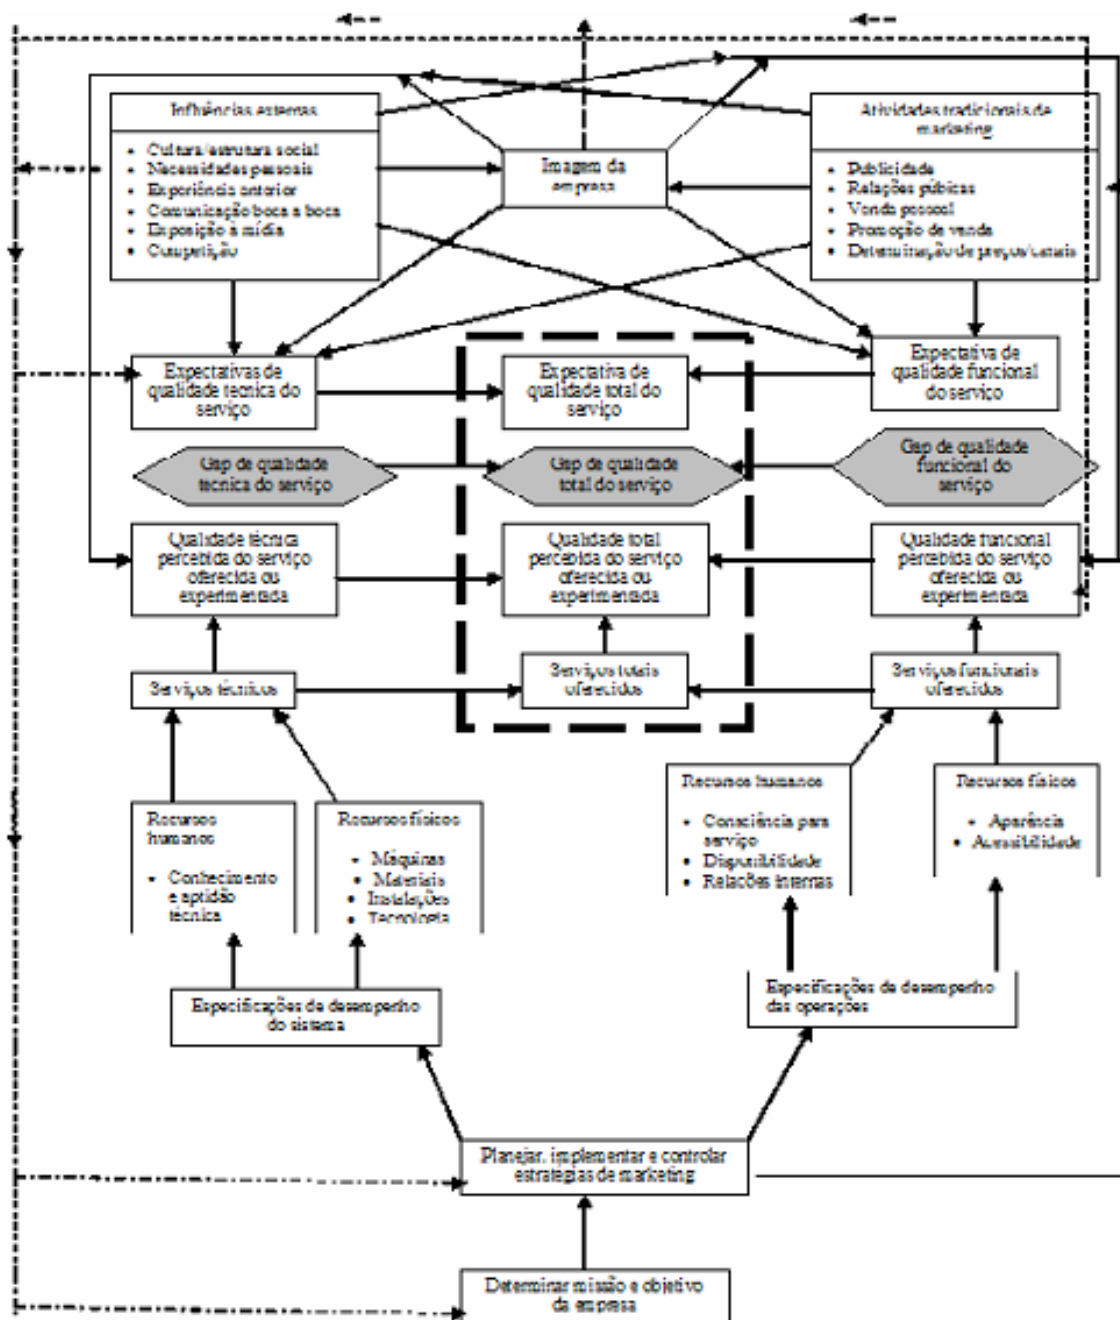 Influências externas
Cultura/estrutura social
Necessidades pessoais
Experiência anterior
Comunicação boca a boca
Exposição à mídia
Competição
Imagem da
empresa
Atividades tradicionais de
marketing
Publicidade
Relações púbicas
Venda pessoal
Promoção de venda
Determinação de preços/canais
Expectativas de
qualidade tecnica do
serviço
Expectativa de
qualidade total do
serviço
Expectativa de
qualidade funcional
do serviço
Gap de qualidade
tecnica do serviço
Gap de qualidade
total do serviço
Gap de qualidade
funcional do
serviço
Qualidade técnica
percebida do serviço
oferecida ou
experimentada
Qualidade total
percebida do serviço
oferecida ou
experimentada
Qualidade funcional
percebida do serviço
oferecida ou
experimentada
Serviços técnicos
Serviços totais
oferecidos
Serviços funcionais
oferecidos
Recursos
humanos
Conhecimento
e aptidão
técnica
Recursos físicos
Máquinas
Materiais
Instalações
Tecnologia
Recursos humanos
Consciência para
serviço
Disponibilidade
Relações internas
Recursos físicos
Aparência
Acessibilidade
Especificações de desempenho
do sistema
Especificações de desempenho
das operações
Planejar, implementar e controlar
estratégias de marketing
Determinar missão e objetivo
da empresa